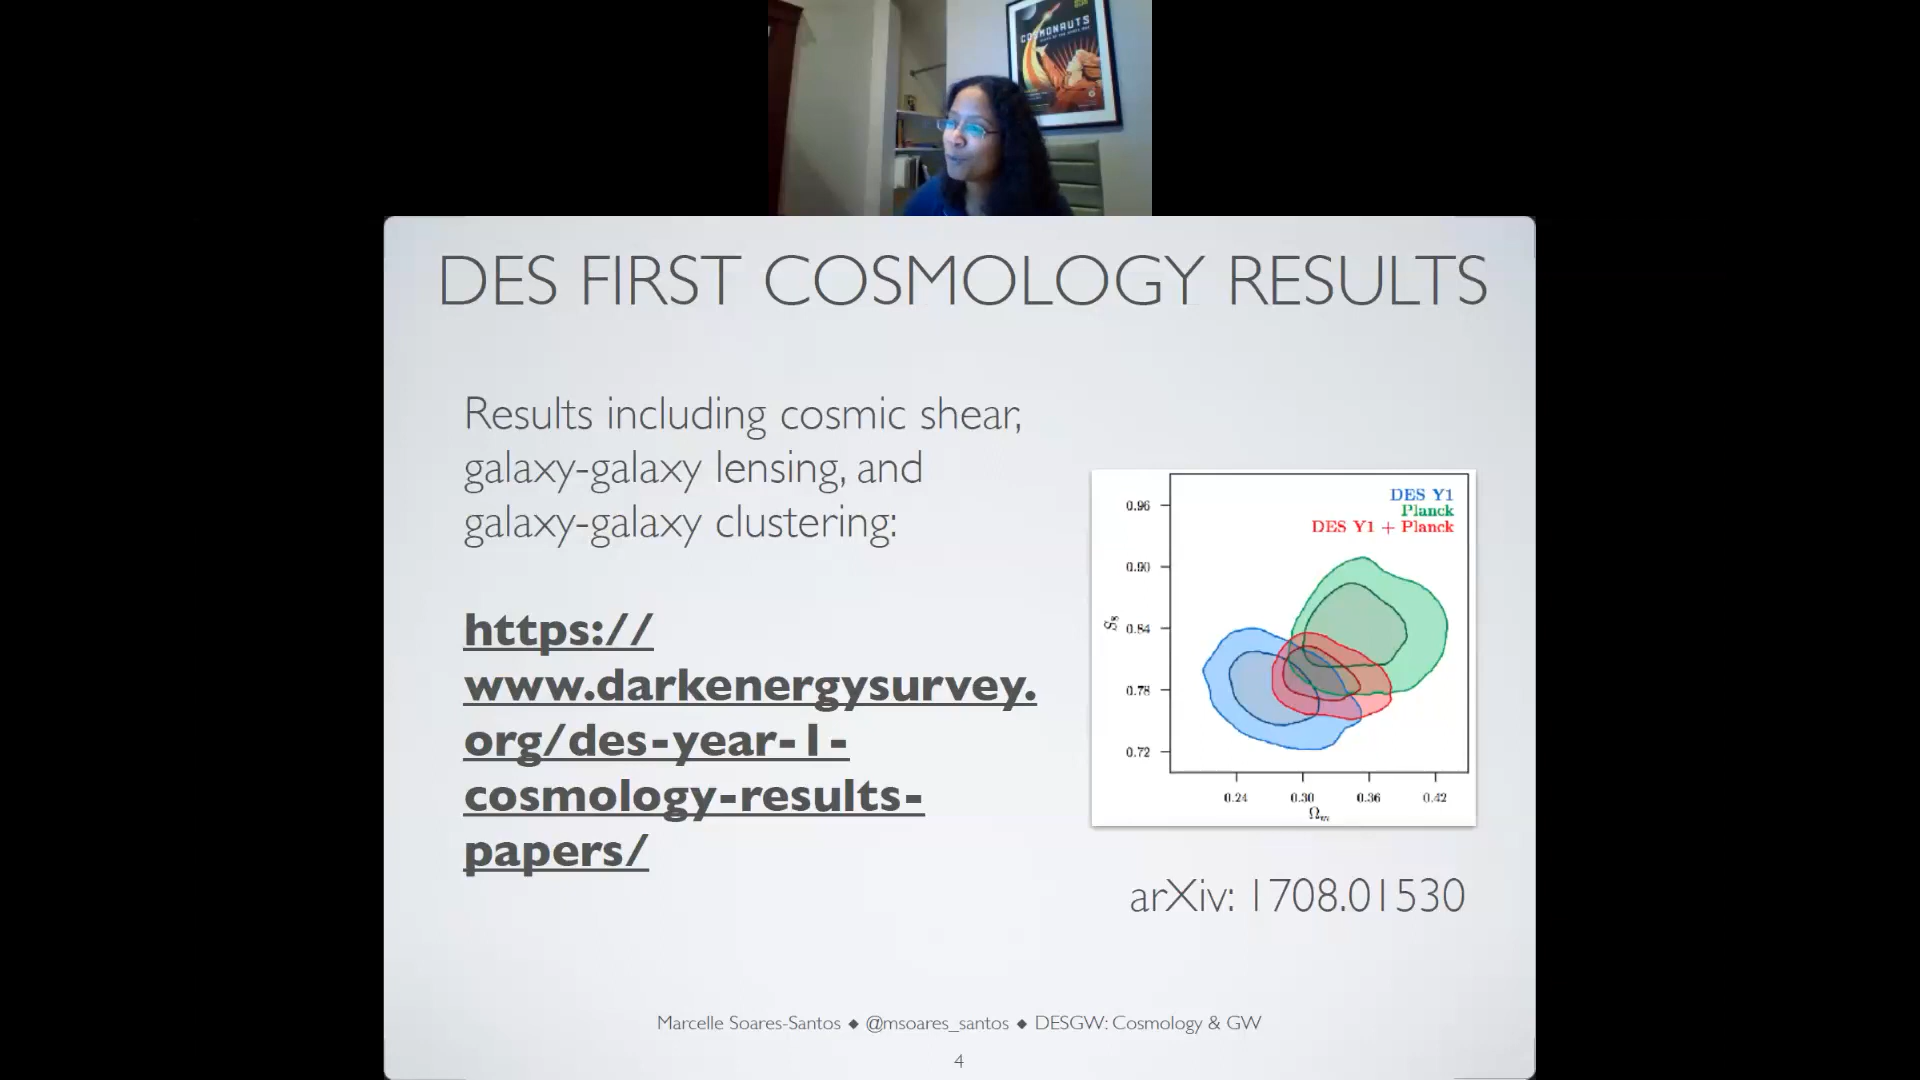 COSMONAUTS
DES FIRST COSMOLOGY RESULTS
Results including cosmic shear,
galaxy-galaxy lensing, and
galaxy-galaxy clustering:
https://
www.darkenergysurvey.
org/des-year-1-
cosmology-results-
papers/
DES Y1
Planck
DES Y1 + Planck
0.96
0.90
0.84
0.78
0.72
S₈
0.24 0.30 0.36 0.42
Ωₘ
arXiv: 1708.01530
Marcelle Soares-Santos ◆ @msoares_santos ◆ DESGW: Cosmology & GW
4